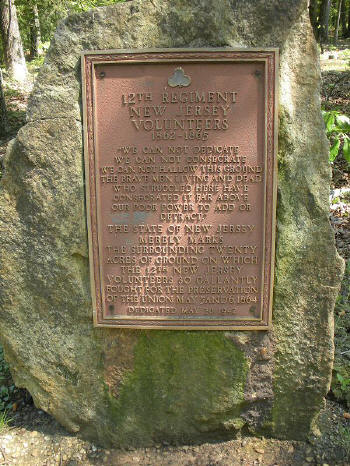 12TH REGIMENT
NEW JERSEY
VOLUNTEERS
1862-1865
"WE CAN NOT DEDICATE
WE CAN NOT CONSECRATE
WE CAN NOT HALLOW THIS GROUND
THE BRAVE MEN LIVING AND DEAD
WHO STRUGGLED HERE HAVE
CONSECRATED IT FAR ABOVE
OUR POOR POWER TO ADD OR
DETRACT"
THE STATE OF NEW JERSEY
MERELY MARKS
THE SURROUNDING TWENTY
ACRES OF GROUND ON WHICH
THE 12TH NEW JERSEY
VOLUNTEERS SO GALLANTLY
FOUGHT FOR THE PRESERVATION
OF THE UNION MAY 5 AND 6 1864
DEDICATED MAY